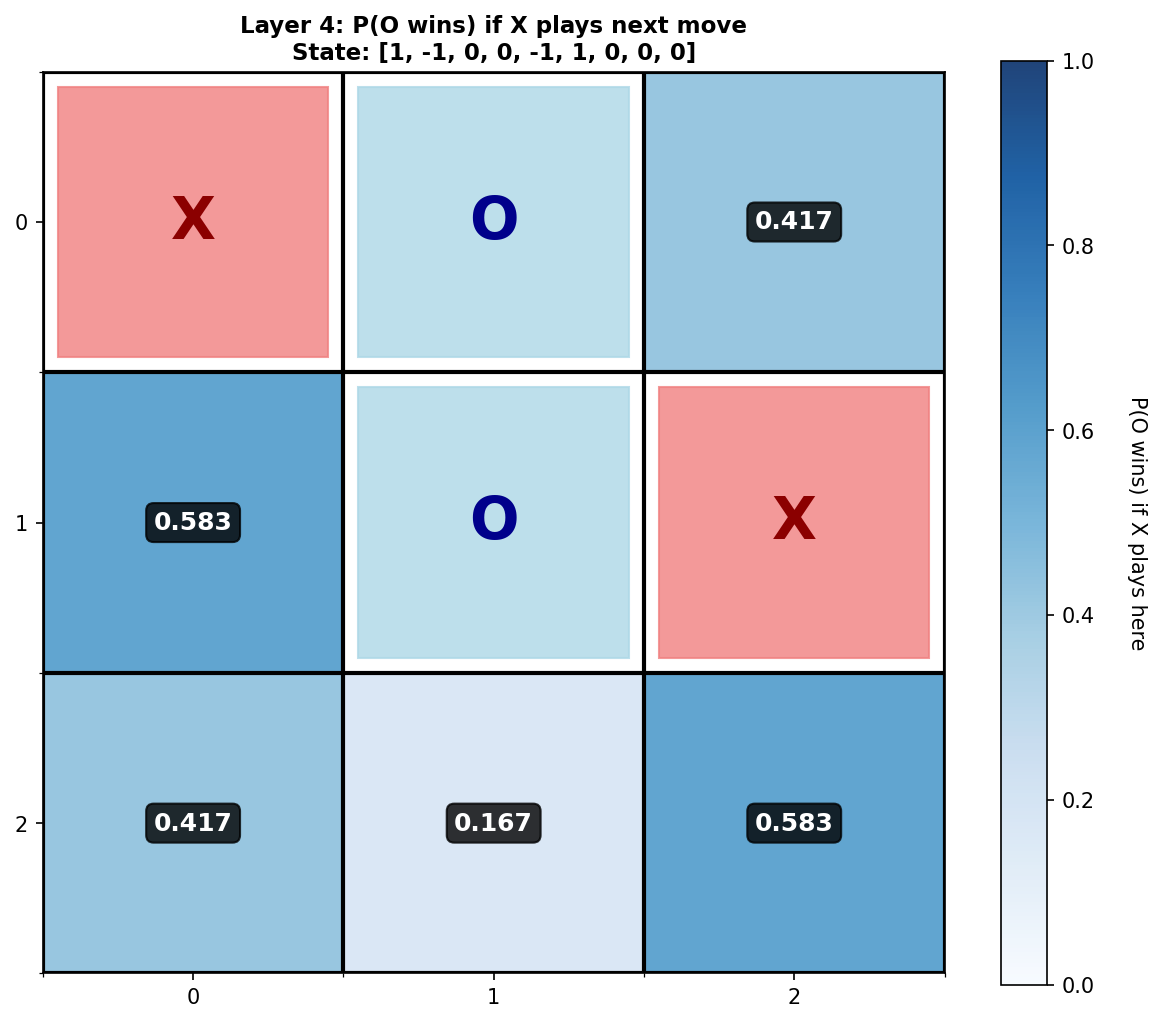 Layer 4: P(O wins) if X plays next move
State: [1, -1, 0, 0, -1, 1, 0, 0, 0]
X
O
0.417
0.583
O
X
0.417
0.167
0.583
0
1
2
0
1
2
1.0
0.8
0.6
0.4
0.2
0.0
P(O wins) if X plays here